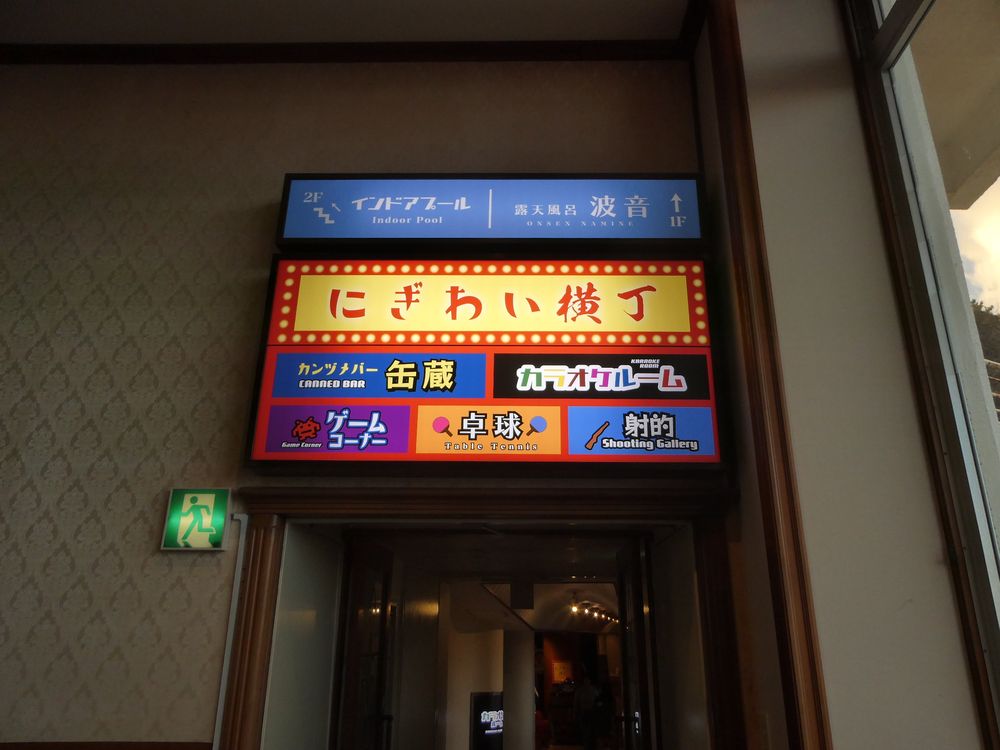 2F インドアプール 露天風呂 波音 1F
Indoor Pool ONSEN NAMINE
にぎわい横丁
カンヅメバー 缶蔵
CANNED BAR
KARAOKE ROOM
カラオケルーム
ゲームコーナー
Game Corner
卓球
Table Tennis
射的
Shooting Gallery